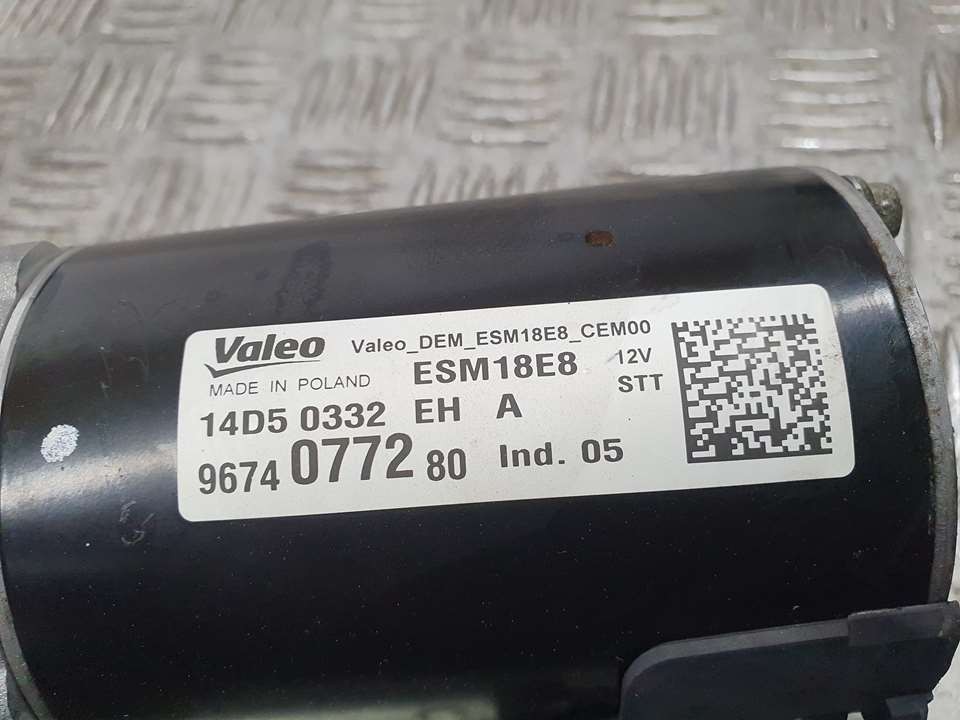 Valeo Valeo_DEM_ESM18E8_CEM00
MADE IN POLAND ESM18E8 12V
STT
14D5 0332 EH A
9674 0772 80 Ind. 05